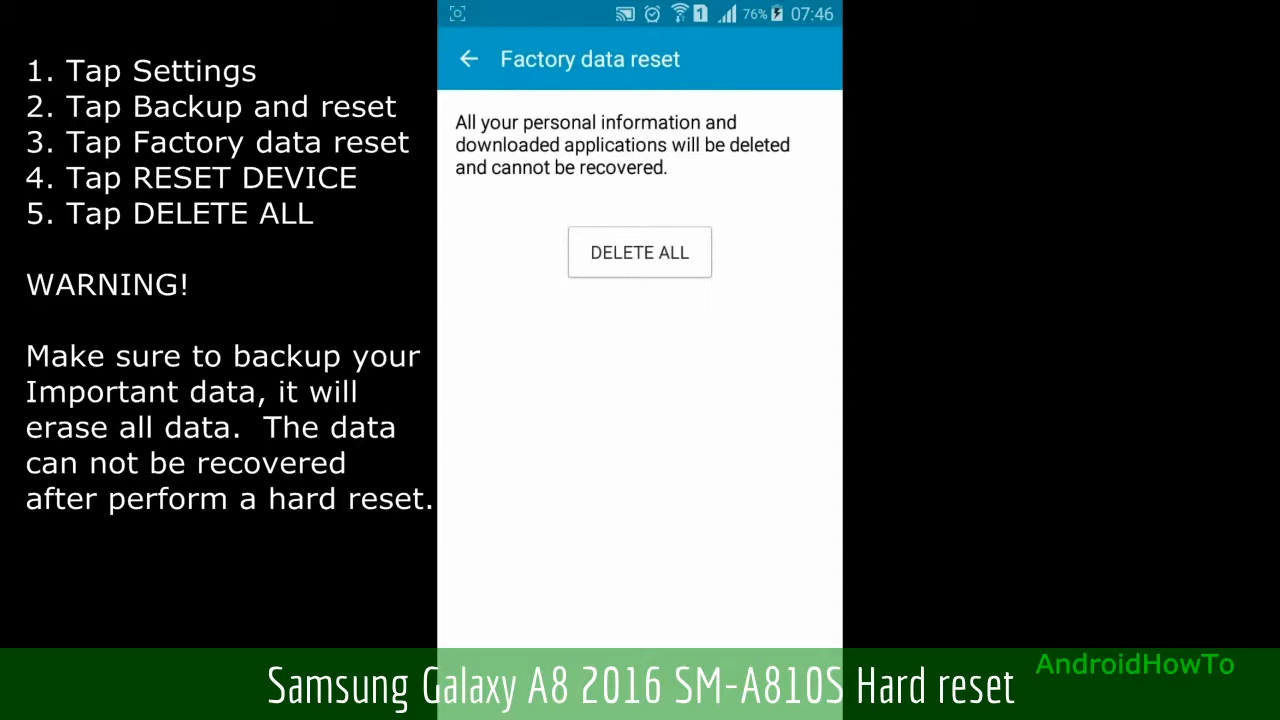 1. Tap Settings
2. Tap Backup and reset
3. Tap Factory data reset
4. Tap RESET DEVICE
5. Tap DELETE ALL
WARNING!
Make sure to backup your
Important data, it will
erase all data.  The data
can not be recovered
after perform a hard reset.
1 76% 07:46
Factory data reset
All your personal information and
downloaded applications will be deleted
and cannot be recovered.
DELETE ALL
AndroidHowTo
Samsung Galaxy A8 2016 SM-A810S Hard reset